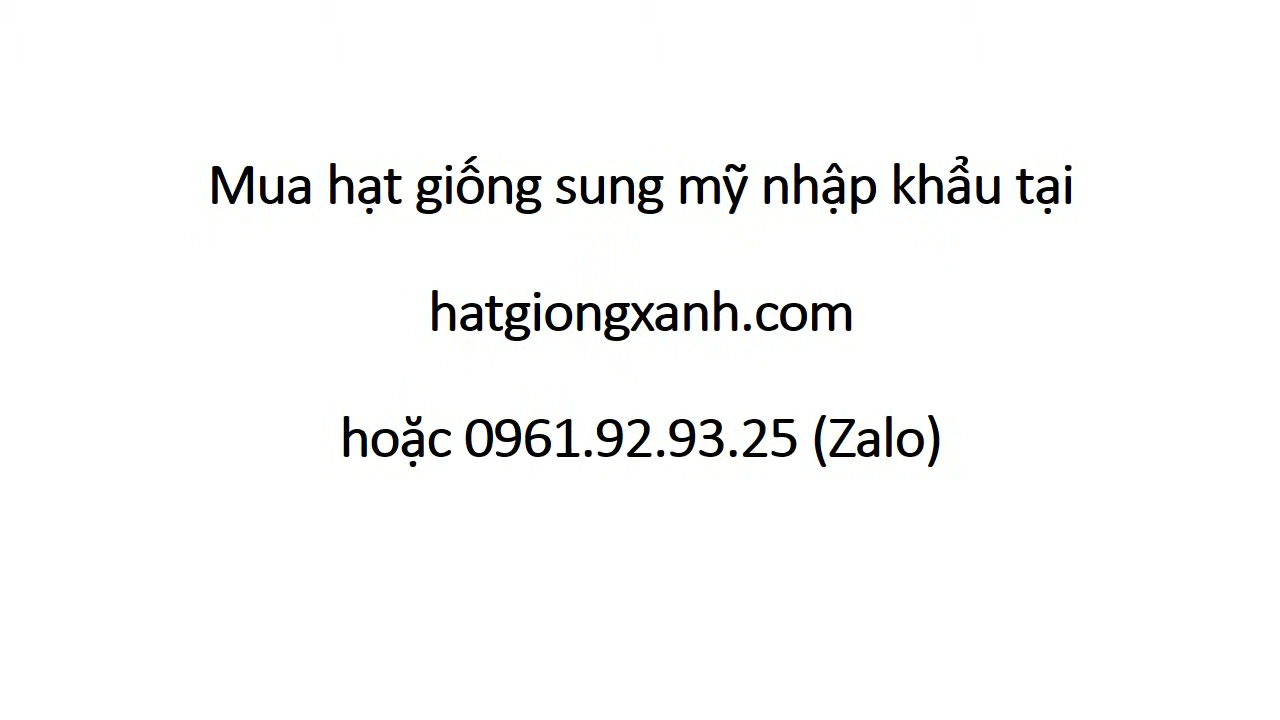 Mua hạt giống sung mỹ nhập khẩu tại
hatgiongxanh.com
hoặc 0961.92.93.25 (Zalo)